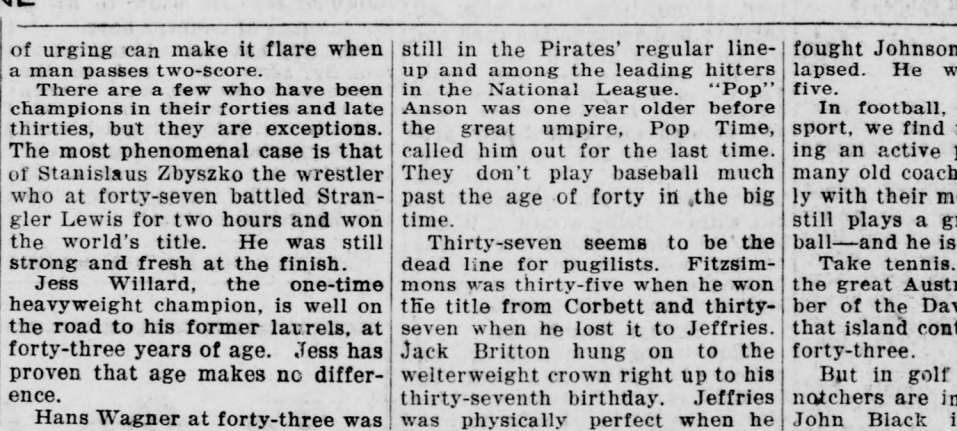 of urging can make it flare when
a man passes two-score.
There are a few who have been
champions in their forties and late
thirties, but they are exceptions.
The most phenomenal case is that
of Stanislaus Zbyszko the wrestler
who at forty-seven battled Stran-
gler Lewis for two hours and won
the world's title. He was still
strong and fresh at the finish.
Jess Willard, the one-time
heavyweight champion, is well on
the road to his former laurels, at
forty-three years of age. Jess has
proven that age makes no differ-
ence.
Hans Wagner at forty-three was
still in the Pirates' regular line-
up and among the leading hitters
in the National League. "Pop"
Anson was one year older before
the great umpire, Pop Time,
called him out for the last time.
They don't play baseball much
past the age of forty in the big
time.
Thirty-seven seems to be the
dead line for pugilists. Fitzsim-
mons was thirty-five when he won
the title from Corbett and thirty-
seven when he lost it to Jeffries.
Jack Britton hung on to the
welterweight crown right up to his
thirty-seventh birthday. Jeffries
was physically perfect when he
fought Johnson
lapsed. He w
five.
In football,
sport, we find
ing an active
many old coach
ly with their m
still plays a g
ball—and he is
Take tennis.
the great Aust
ber of the Da
that island cont
forty-three.
But in golf
notchers are i
John Black i